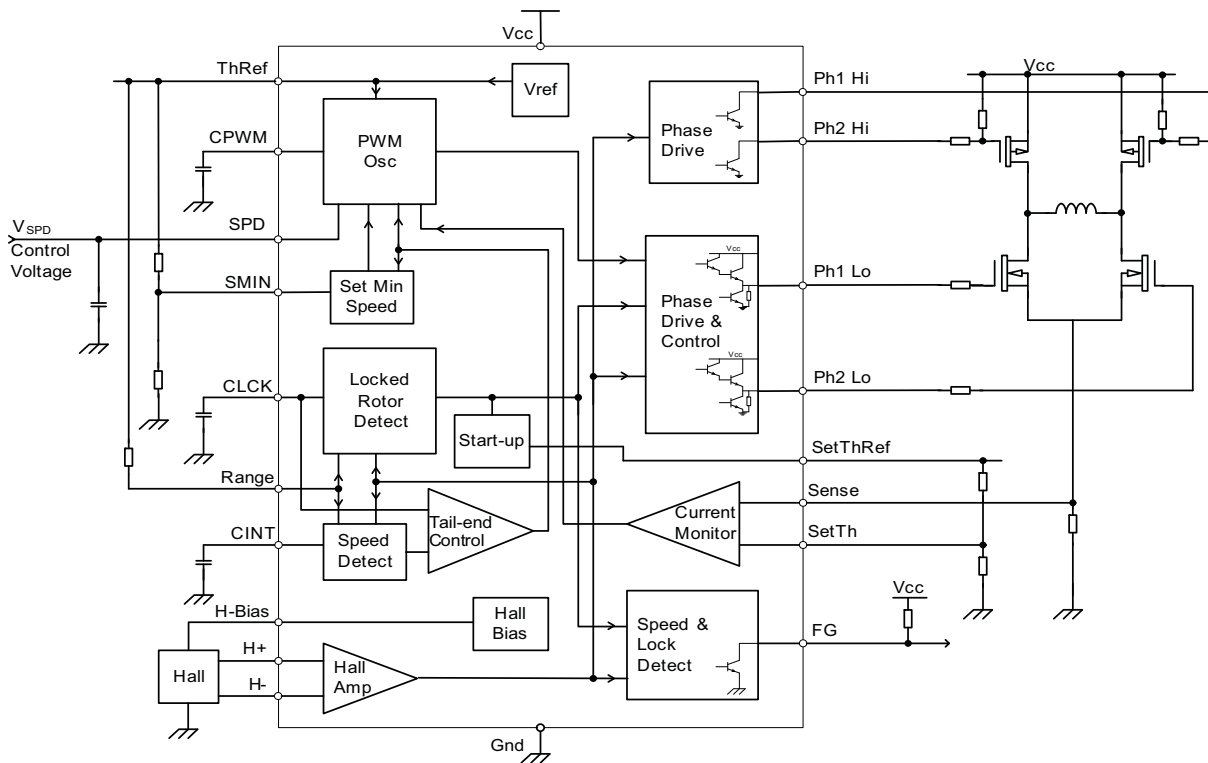 Vcc
ThRef
Vref
CPWM
PWM
Osc
V_SPD
Control
Voltage
SPD
SMIN
Set Min
Speed
CLCK
Locked
Rotor
Detect
Start-up
Range
CINT
Speed
Detect
Tail-end
Control
H-Bias
Hall
Bias
Hall
H+
H-
Hall
Amp
Gnd
Phase
Drive
Ph1 Hi
Ph2 Hi
Vcc
Vcc
Phase
Drive &
Control
Vcc
Ph1 Lo
Ph2 Lo
SetThRef
Current
Monitor
Sense
SetTh
Speed &
Lock
Detect
Vcc
FG